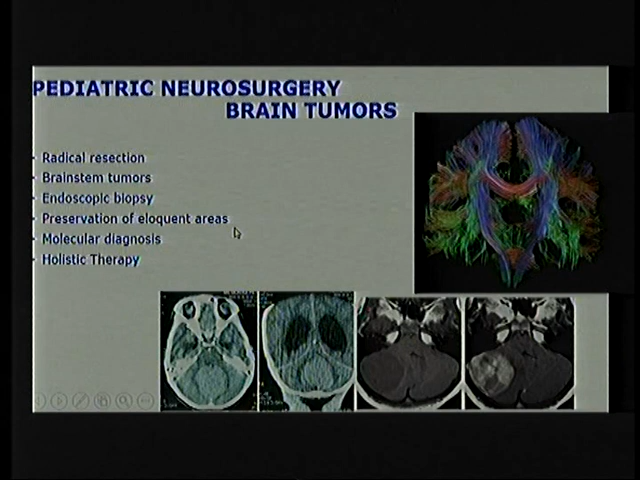 PEDIATRIC NEUROSURGERY
BRAIN TUMORS
· Radical resection
· Brainstem tumors
· Endoscopic biopsy
· Preservation of eloquent areas
· Molecular diagnosis
· Holistic Therapy